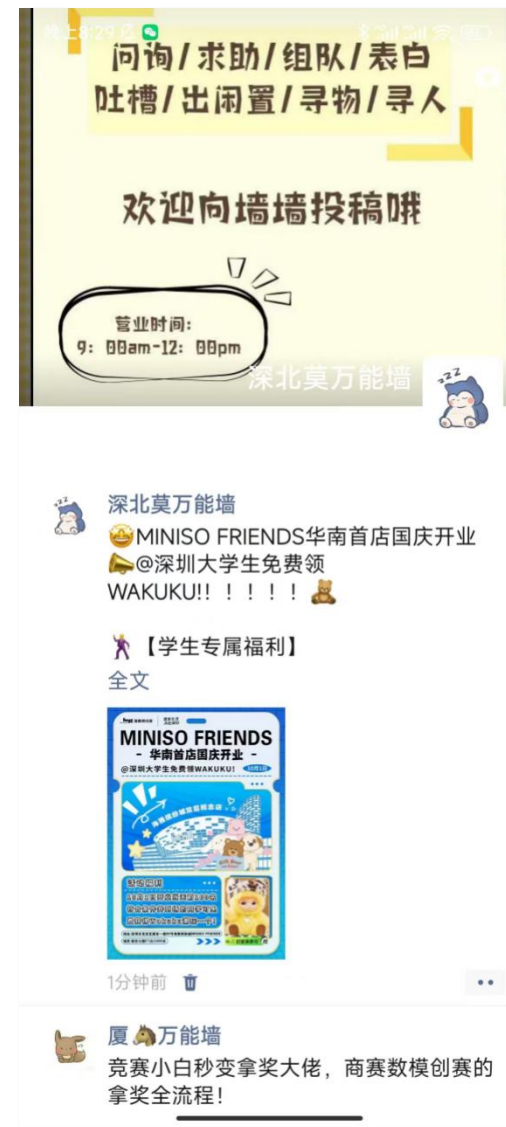 晚上8:29
问询/求助/组队/表白
吐槽/出闲置/寻物/寻人
欢迎向墙墙投稿哦
营业时间:
9: 00am-12: 00pm
深北莫万能墙
深北莫万能墙
🤩MINISO FRIENDS华南首店国庆开业
📣@深圳大学生免费领
WAKUKU!! ！！！！！🧸
🕺【学生专属福利】
全文
MINISO FRIENDS
- 华南首店国庆开业 -
@深圳大学生免费领WAKUKU!
1分钟前
厦🐴万能墙
竞赛小白秒变拿奖大佬，商赛数模创赛的
拿奖全流程！